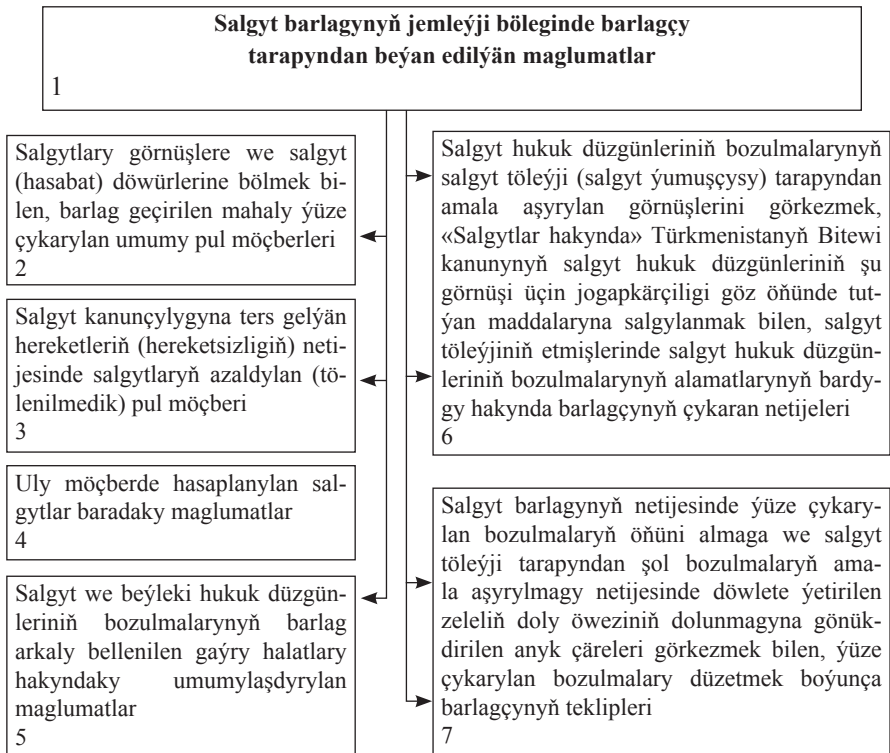 Salgyt barlagynyň jemleýji böleginde barlagçy
tarapyndan beýan edilýän maglumatlar
1
Salgytlary görnüşlere we salgyt
(hasabat) döwürlerine bölmek bi-
len, barlag geçirilen mahaly ýüze
çykarylan umumy pul möçberleri
2
Salgyt kanunçylygyna ters gelýän
hereketleriň (hereketsizligiň) neti-
jesinde salgytlaryň azaldylan (tö-
lenilmedik) pul möçberi
3
Uly möçberde hasaplanylan sal-
gytlar baradaky maglumatlar
4
Salgyt we beýleki hukuk düzgün-
leriniň bozulmalarynyň barlag
arkaly bellenilen gaýry halatlary
hakyndaky umumylaşdyrylan
maglumatlar
5
Salgyt hukuk düzgünleriniň bozulmalarynyň
salgyt töleýji (salgyt ýumuşçysy) tarapyndan
amala aşyrylan görnüşlerini görkezmek,
«Salgytlar hakynda» Türkmenistanyň Bitewi
kanunynyň salgyt hukuk düzgünleriniň şu
görnüşi üçin jogapkärçiligi göz öňünde tut-
ýan maddalaryna salgylanmak bilen, salgyt
töleýjiniň etmişlerinde salgyt hukuk düzgün-
leriniň bozulmalarynyň alamatlarynyň bardy-
gy hakynda barlagçynyň çykaran netijeleri
6
Salgyt barlagynyň netijesinde ýüze çykary-
lan bozulmalaryň öňüni almaga we salgyt
töleýji tarapyndan şol bozulmalaryň ama-
la aşyrylmagy netijesinde döwlete ýetirilen
zeleliň doly öweziniň dolunmagyna gönük-
dirilen anyk çäreleri görkezmek bilen, ýüze
çykarylan bozulmalary düzetmek boýunça
barlagçynyň teklipleri
7